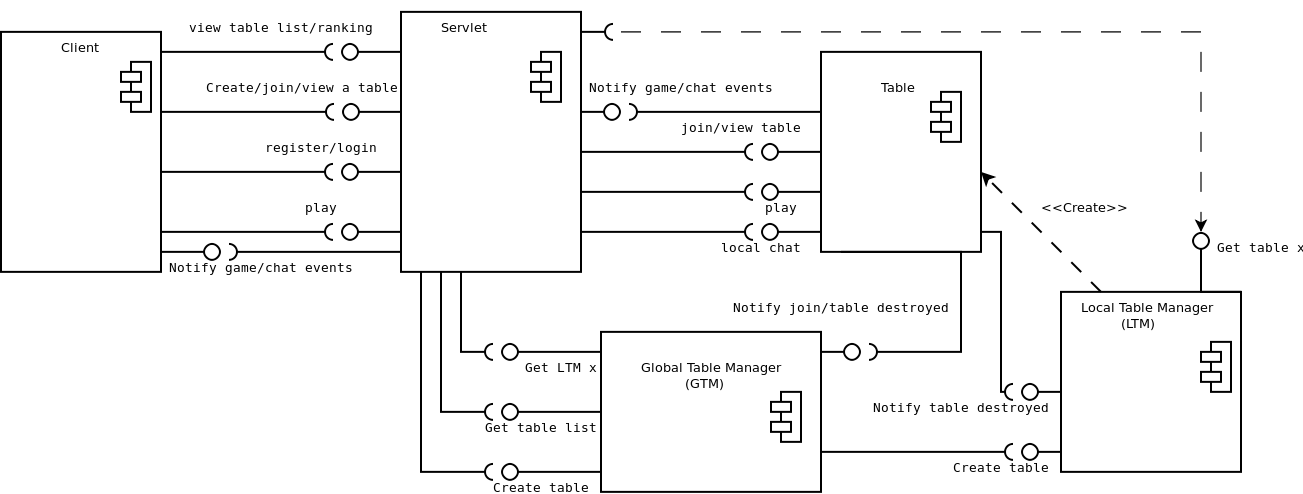 view table list/ranking
Servlet
Client
Create/join/view a table
Notify game/chat events
Table
join/view table
register/login
play
play
<<Create>>
local chat
Get table x
Notify game/chat events
Notify join/table destroyed
Local Table Manager
(LTM)
Get LTM x
Global Table Manager
(GTM)
Notify table destroyed
Get table list
Create table
Create table